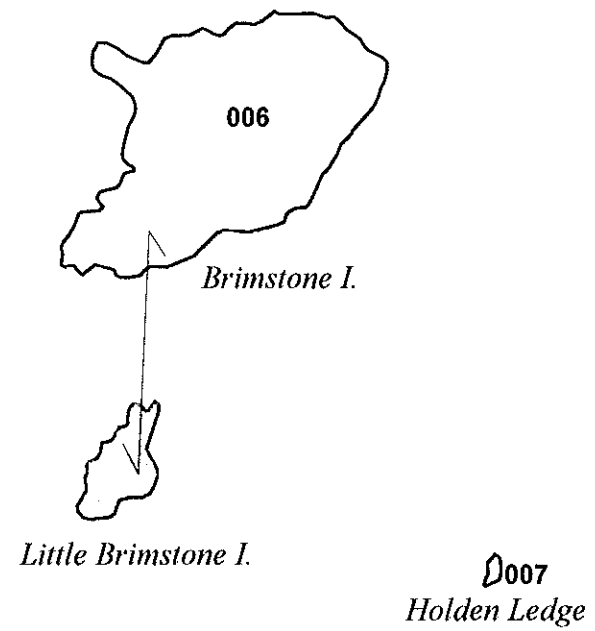 006
Brimstone I.
Little Brimstone I.
007
Holden Ledge